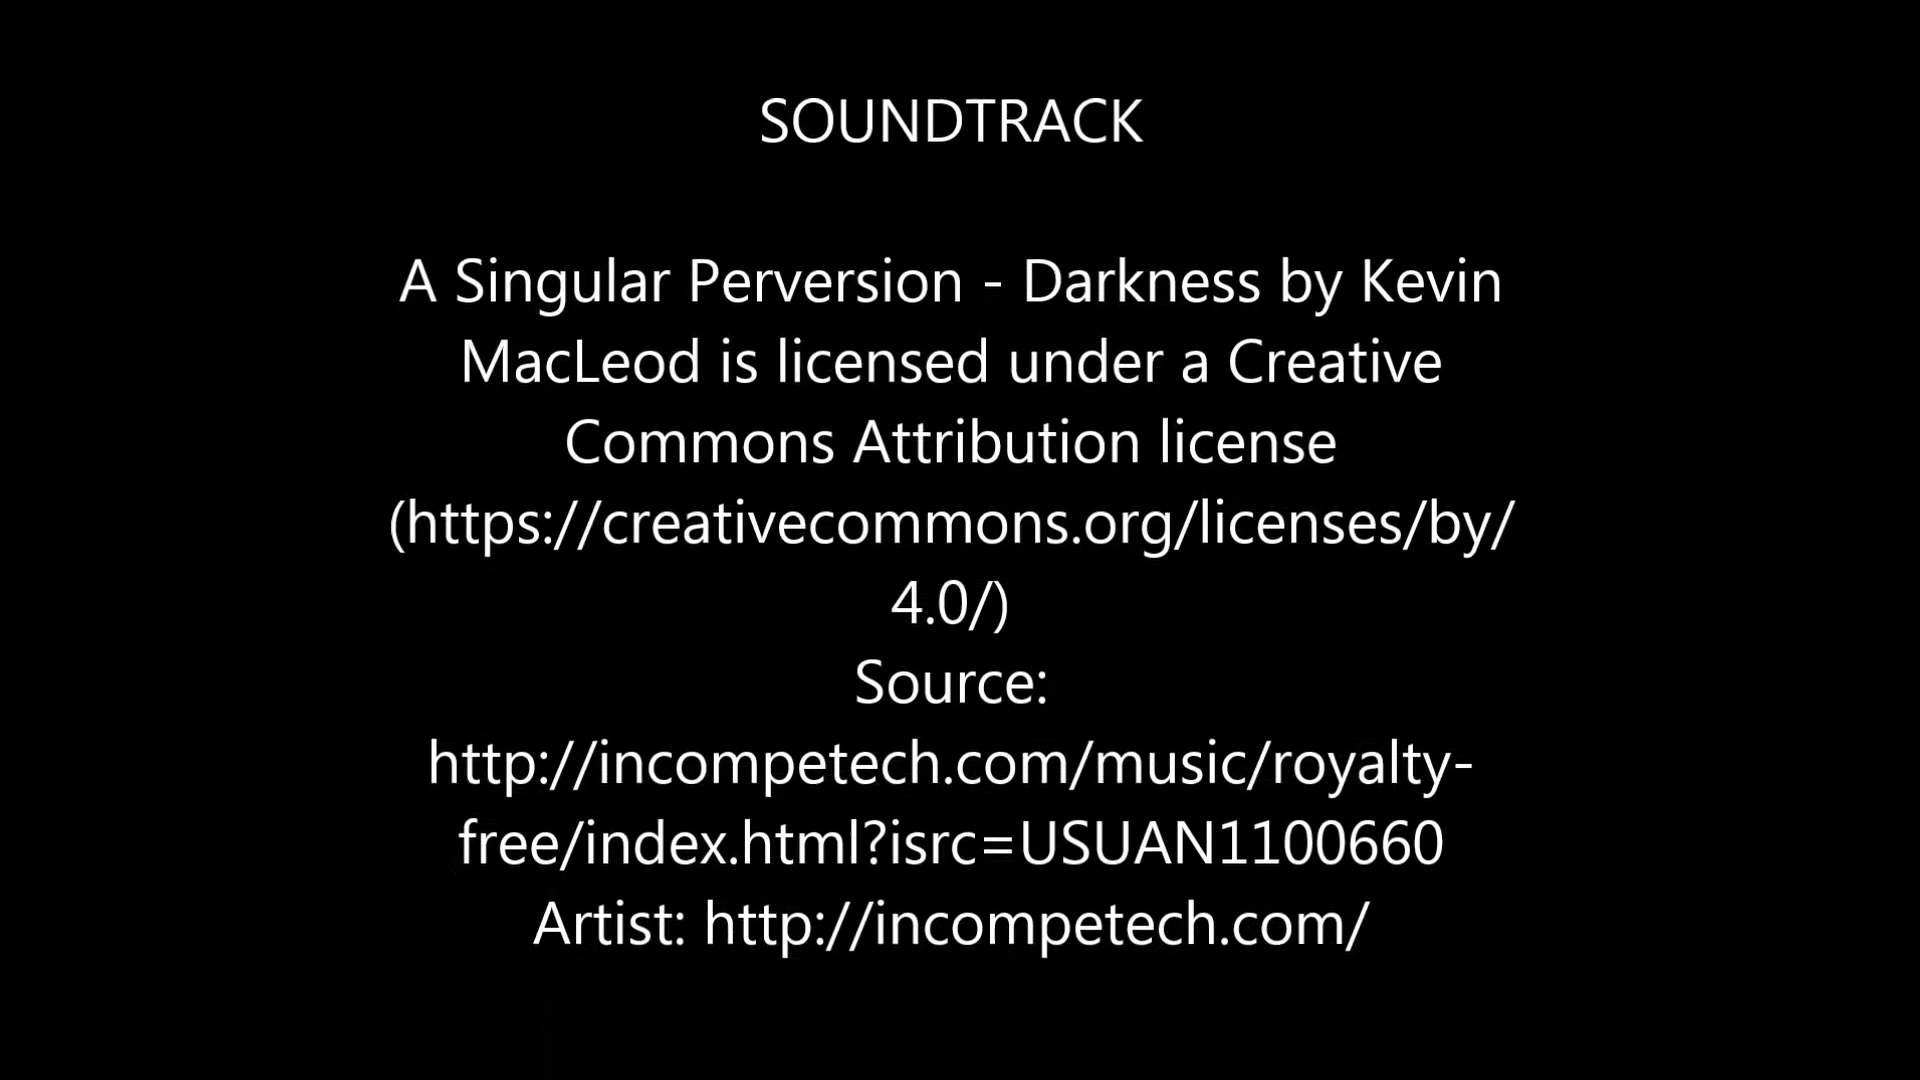 SOUNDTRACK
A Singular Perversion - Darkness by Kevin
MacLeod is licensed under a Creative
Commons Attribution license
(https://creativecommons.org/licenses/by/
4.0/)
Source:
http://incompetech.com/music/royalty-
free/index.html?isrc=USUAN1100660
Artist: http://incompetech.com/